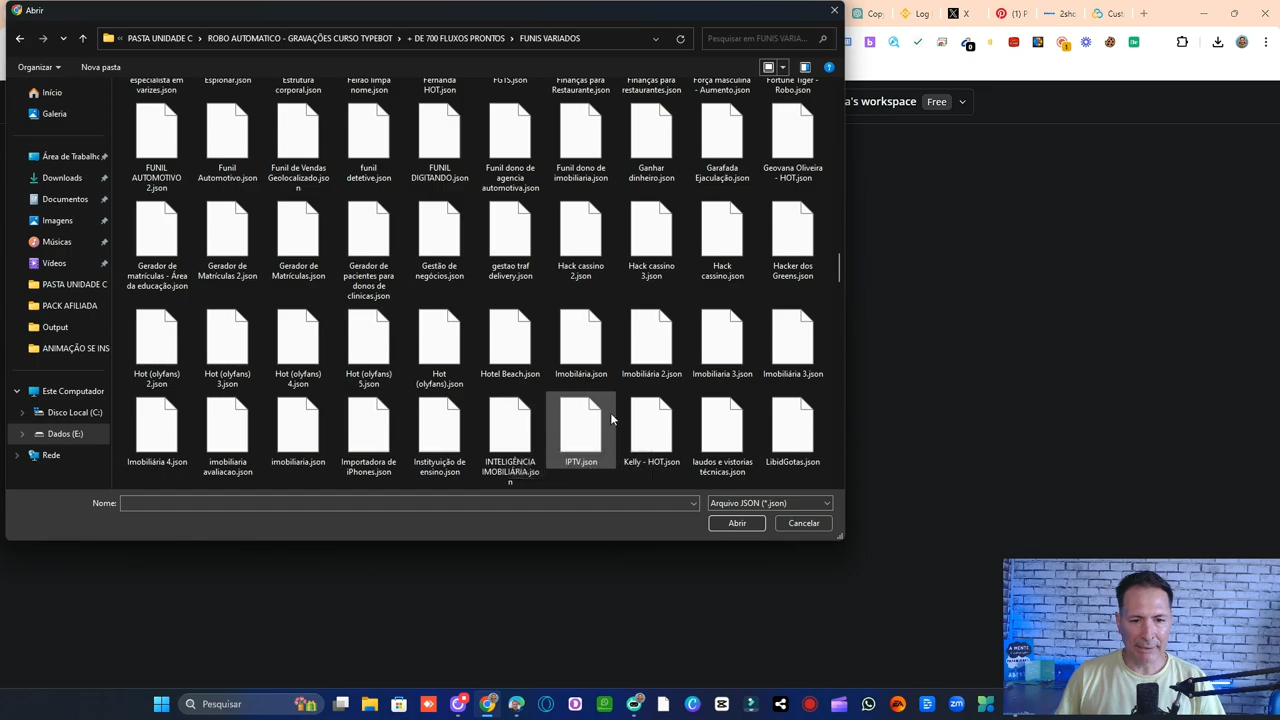 Abrir
PASTA UNIDADE C > ROBO AUTOMATICO - GRAVAÇÕES CURSO TYPEBOT > + DE 700 FLUXOS PRONTOS > FUNIS VARIADOS
Pesquisar em FUNIS VARIA...
Organizar
Nova pasta
Início
Galeria
Área de Trabalho
Downloads
Documentos
Imagens
Músicas
Vídeos
PASTA UNIDADE C
PACK AFILIADA
Output
ANIMAÇÃO SE INS
Este Computador
Disco Local (C:)
Dados (E:)
Rede
especialista em
varizes.json
Espionar.json
Estrutura
corporal.json
Feirão limpa
nome.json
Fernanda
HOT.json
FGTS.json
Finanças para
Restaurante.json
Finanças para
restaurantes.json
Força masculina
- Aumento.json
Fortune Tiger -
Robo.json
FUNIL
AUTOMOTIVO
2.json
Funil
Automotivo.json
Funil de Vendas
Geolocalizado.jso
n
funil
detetive.json
FUNIL
DIGITANDO.json
Funil dono de
agencia
automotiva.json
Funil dono de
imobiliaria.json
Ganhar
dinheiro.json
Garafada
Ejaculação.json
Geovana Oliveira
- HOT.json
Gerador de
matrículas - Área
da educação.json
Gerador de
Matrículas 2.json
Gerador de
Matrículas.json
Gerador de
pacientes para
donos de
clinicas.json
Gestão de
negócios.json
gestao traf
delivery.json
Hack cassino
2.json
Hack cassino
3.json
Hack
cassino.json
Hacker dos
Greens.json
Hot (olyfans)
2.json
Hot (olyfans)
3.json
Hot (olyfans)
4.json
Hot (olyfans)
5.json
Hot
(olyfans).json
Hotel Beach.json
Imobilária.json
Imobiliária 2.json
Imobiliaria 3.json
Imobiliária 3.json
Imobiliária 4.json
imobiliaria
avaliacao.json
imobiliaria.json
Importadora de
iPhones.json
Instityuição de
ensino.json
INTELIGÊNCIA
IMOBILIÁRIA.jso
n
IPTV.json
Kelly - HOT.json
laudos e vistorias
técnicas.json
LibidGotas.json
Nome:
Arquivo JSON (*.json)
Abrir
Cancelar
Cop
Log i
X
(1) P
2shc
Cust
a's workspace
Free
A MENTE
Pesquisar